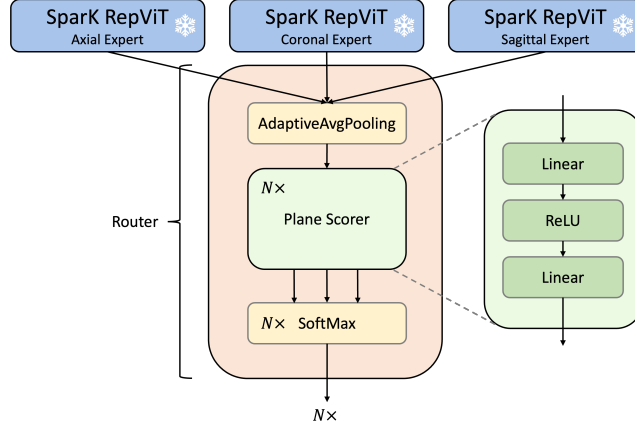 SparK RepViT
Axial Expert
SparK RepViT
Coronal Expert
SparK RepViT
Sagittal Expert
AdaptiveAvgPooling
N×
Plane Scorer
Router
N× SoftMax
N×
Linear
ReLU
Linear